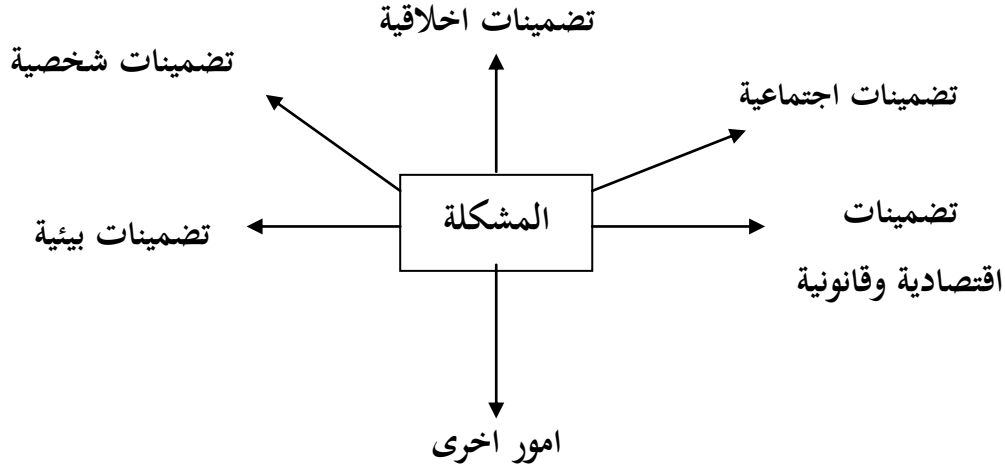 تضمينات اخلاقية
تضمينات شخصية
تضمينات اجتماعية
المشكلة
تضمينات
اقتصادية وقانونية
تضمينات بيئية
امور اخرى